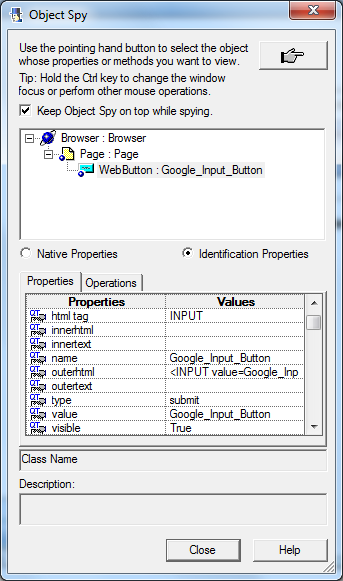 Object Spy
Use the pointing hand button to select the object
whose properties or methods you want to view.
Tip: Hold the Ctrl key to change the window
focus or perform other mouse operations.
Keep Object Spy on top while spying.
Browser : Browser
Page : Page
WebButton : Google_Input_Button
Native Properties Identification Properties
Properties Operations
Properties Values
html tag INPUT
innerhtml
innertext
name Google_Input_Button
outerhtml <INPUT value=Google_Inp
outertext
type submit
value Google_Input_Button
visible True
Class Name
Description:
Close Help